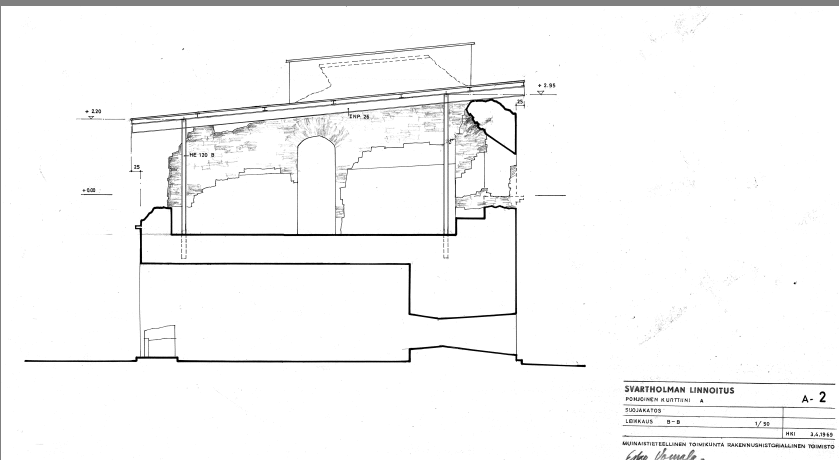 + 2.95
25
+ 2.20
INP. 26
HE 120 B
25
+ 0.00
SVARTHOLMAN LINNOITUS
POHJOINEN KURTTIINI A
A- 2
SUOJAKATOS
LEIKKAUS B-B 1/50
HKI 3.4.1969
MUINAISTIETEELLINEN TOIMIKUNTA RAKENNUSHISTORIALLINEN TOIMISTO